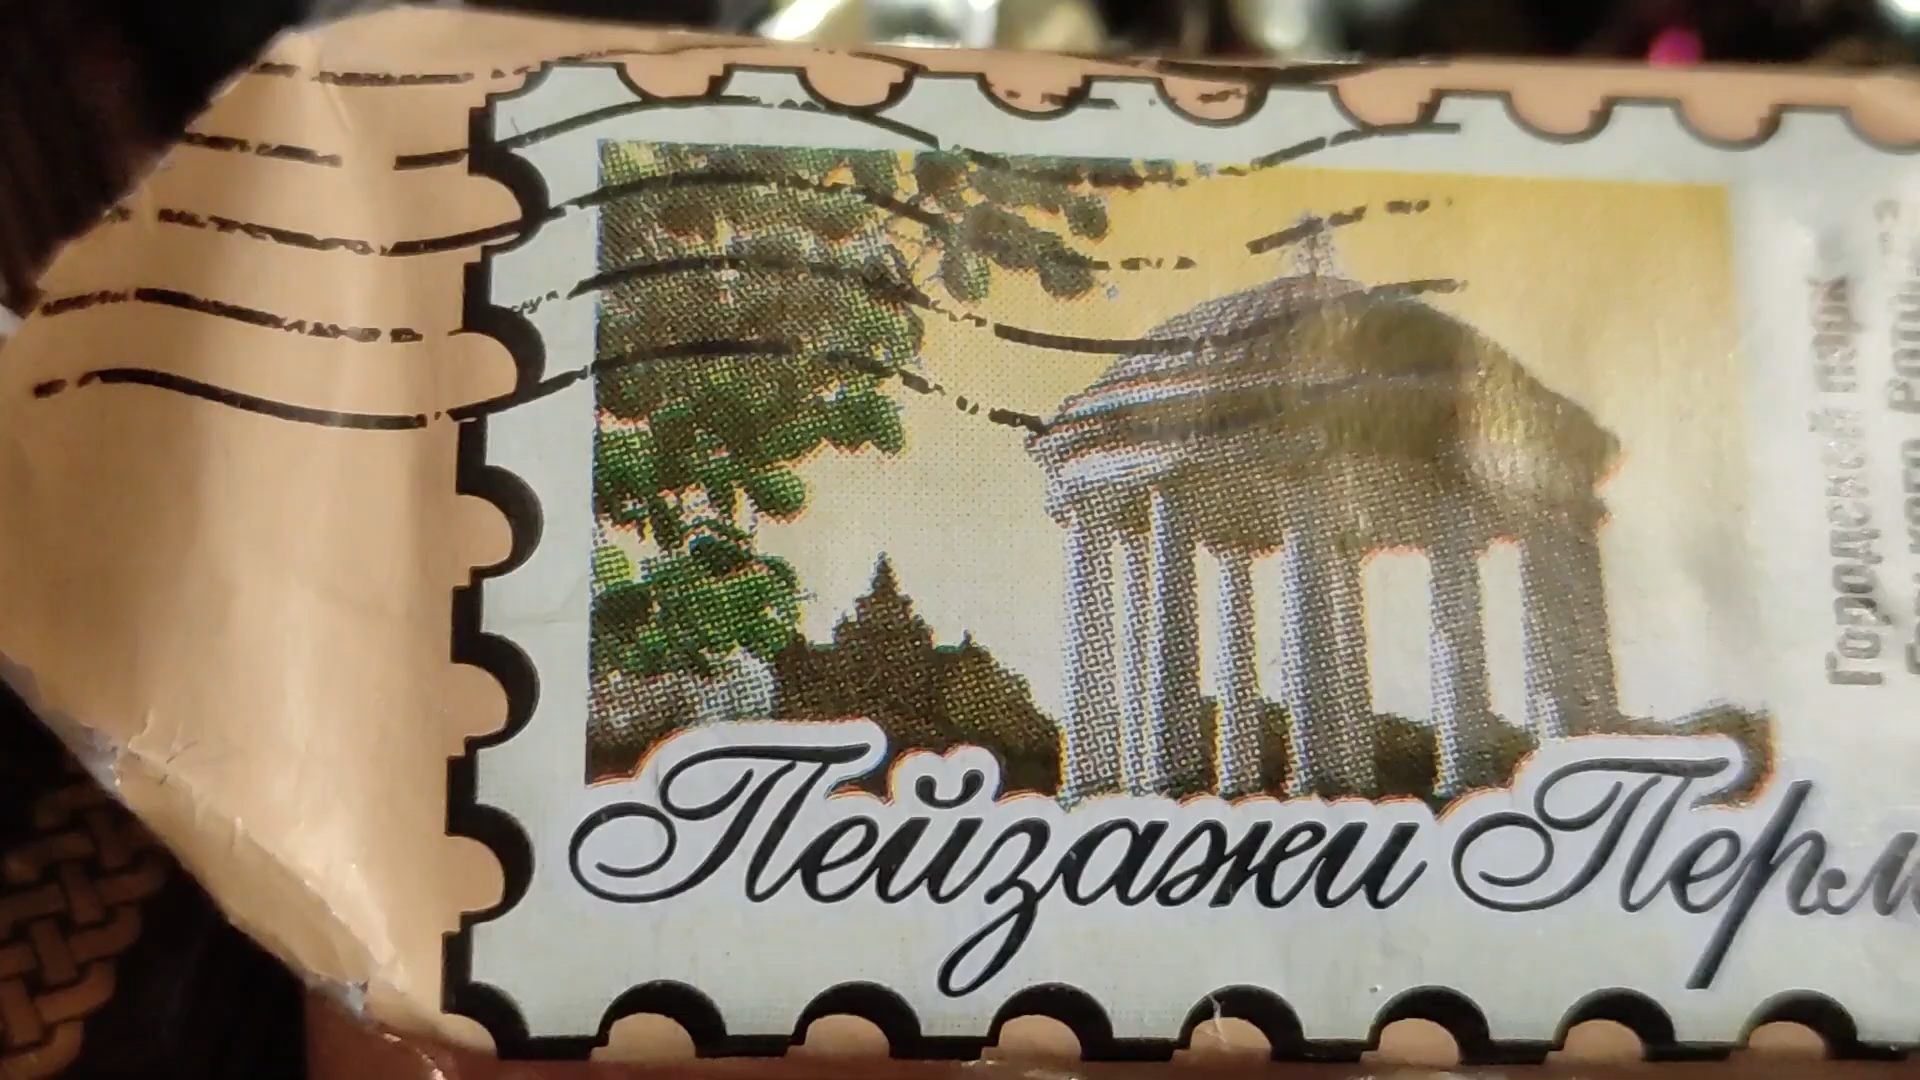 Пейзажи Перм
Городской парк